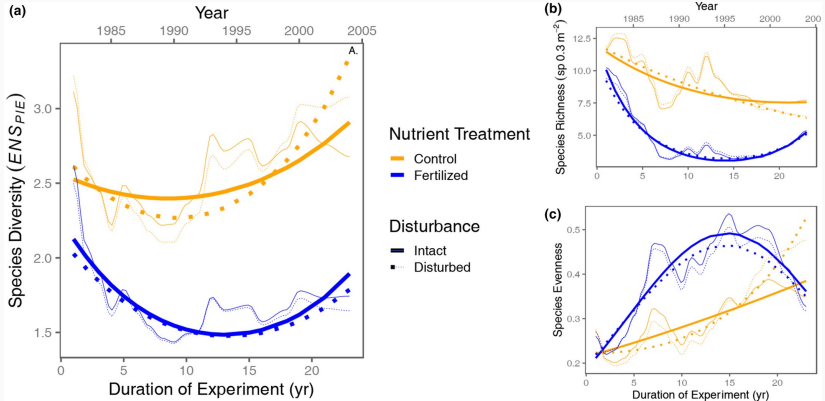 (a)
Year
1985 1990 1995 2000 2005
A.
Species Diversity (ENS_PIE)
3.0
2.5
2.0
1.5
0 5 10 15 20
Duration of Experiment (yr)
Nutrient Treatment
Control
Fertilized
Disturbance
Intact
Disturbed
(b)
Year
1985 1990 1995 2000 2004
Species Richness (sp 0.3 m⁻²)
12.5
10.0
7.5
5.0
0 5 10 15 20
(c)
Species Evenness
0.5
0.4
0.3
0.2
0 5 10 15 20
Duration of Experiment (yr)